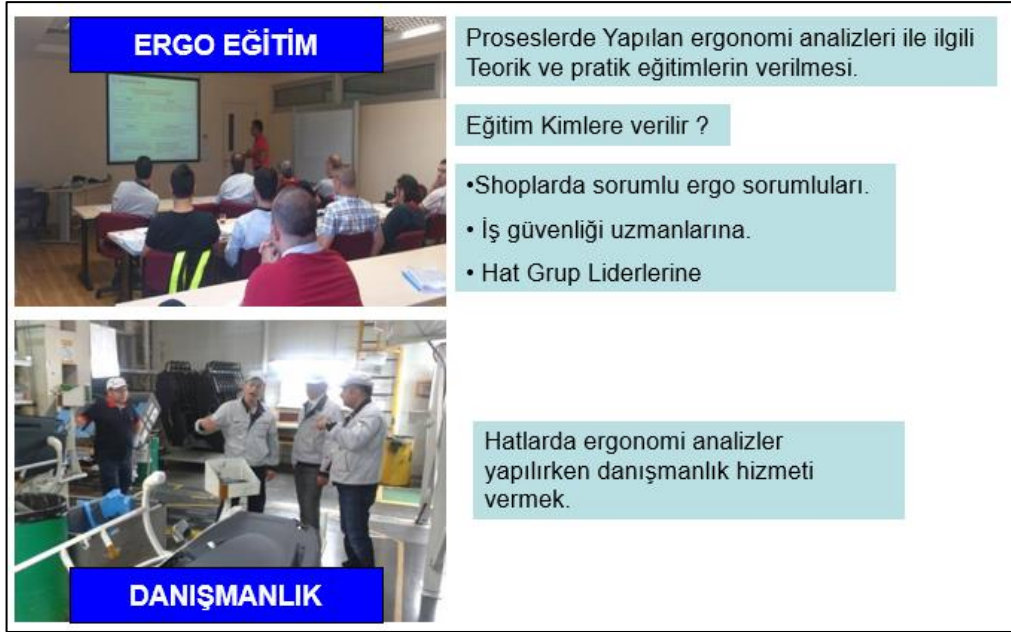 ERGO EĞİTİM
Proseslerde Yapılan ergonomi analizleri ile ilgili
Teorik ve pratik eğitimlerin verilmesi.
Eğitim Kimlere verilir ?
•Shoplarda sorumlu ergo sorumluları.
• İş güvenliği uzmanlarına.
• Hat Grup Liderlerine
Hatlarda ergonomi analizler
yapılırken danışmanlık hizmeti
vermek.
DANIŞMANLIK